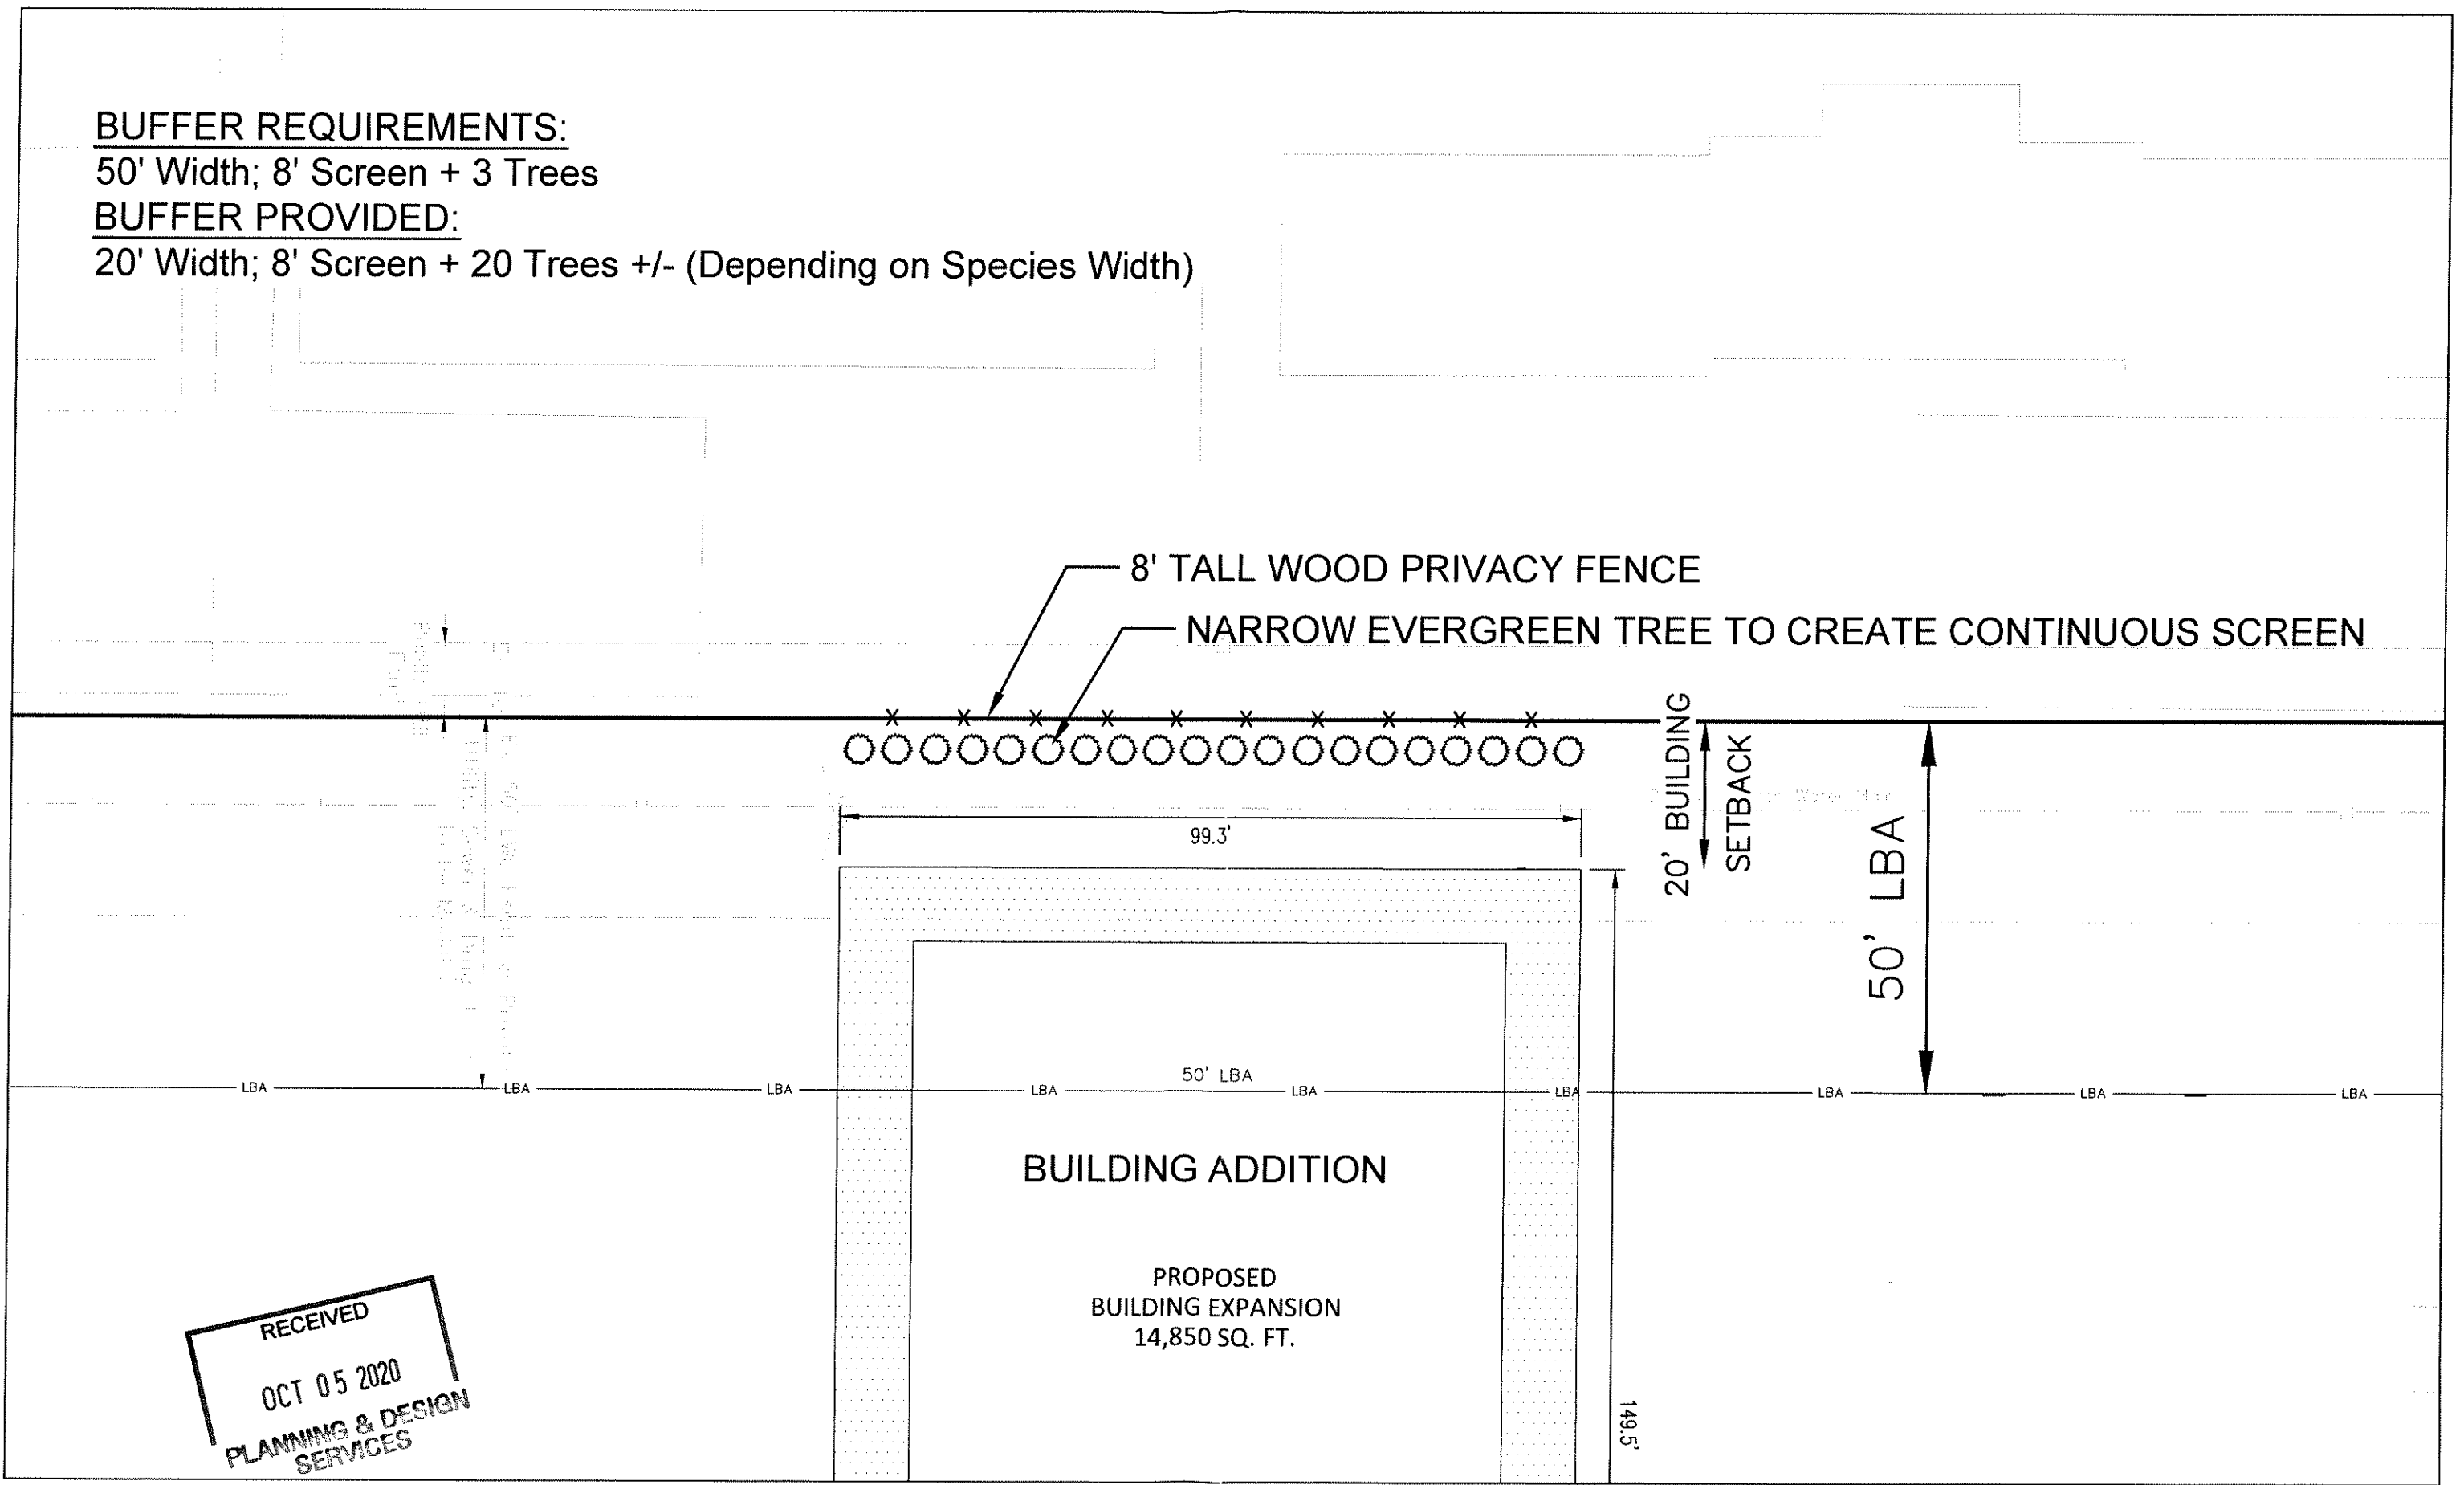 BUFFER REQUIREMENTS:
50' Width; 8' Screen + 3 Trees
BUFFER PROVIDED:
20' Width; 8' Screen + 20 Trees +/- (Depending on Species Width)
8' TALL WOOD PRIVACY FENCE
NARROW EVERGREEN TREE TO CREATE CONTINUOUS SCREEN
X X X X X X X X X X
20' BUILDING
SETBACK
50' LBA
99.3'
149.5'
50' LBA
LBA LBA LBA LBA LBA LBA LBA LBA LBA
BUILDING ADDITION
PROPOSED
BUILDING EXPANSION
14,850 SQ. FT.
RECEIVED
OCT 05 2020
PLANNING & DESIGN
SERVICES